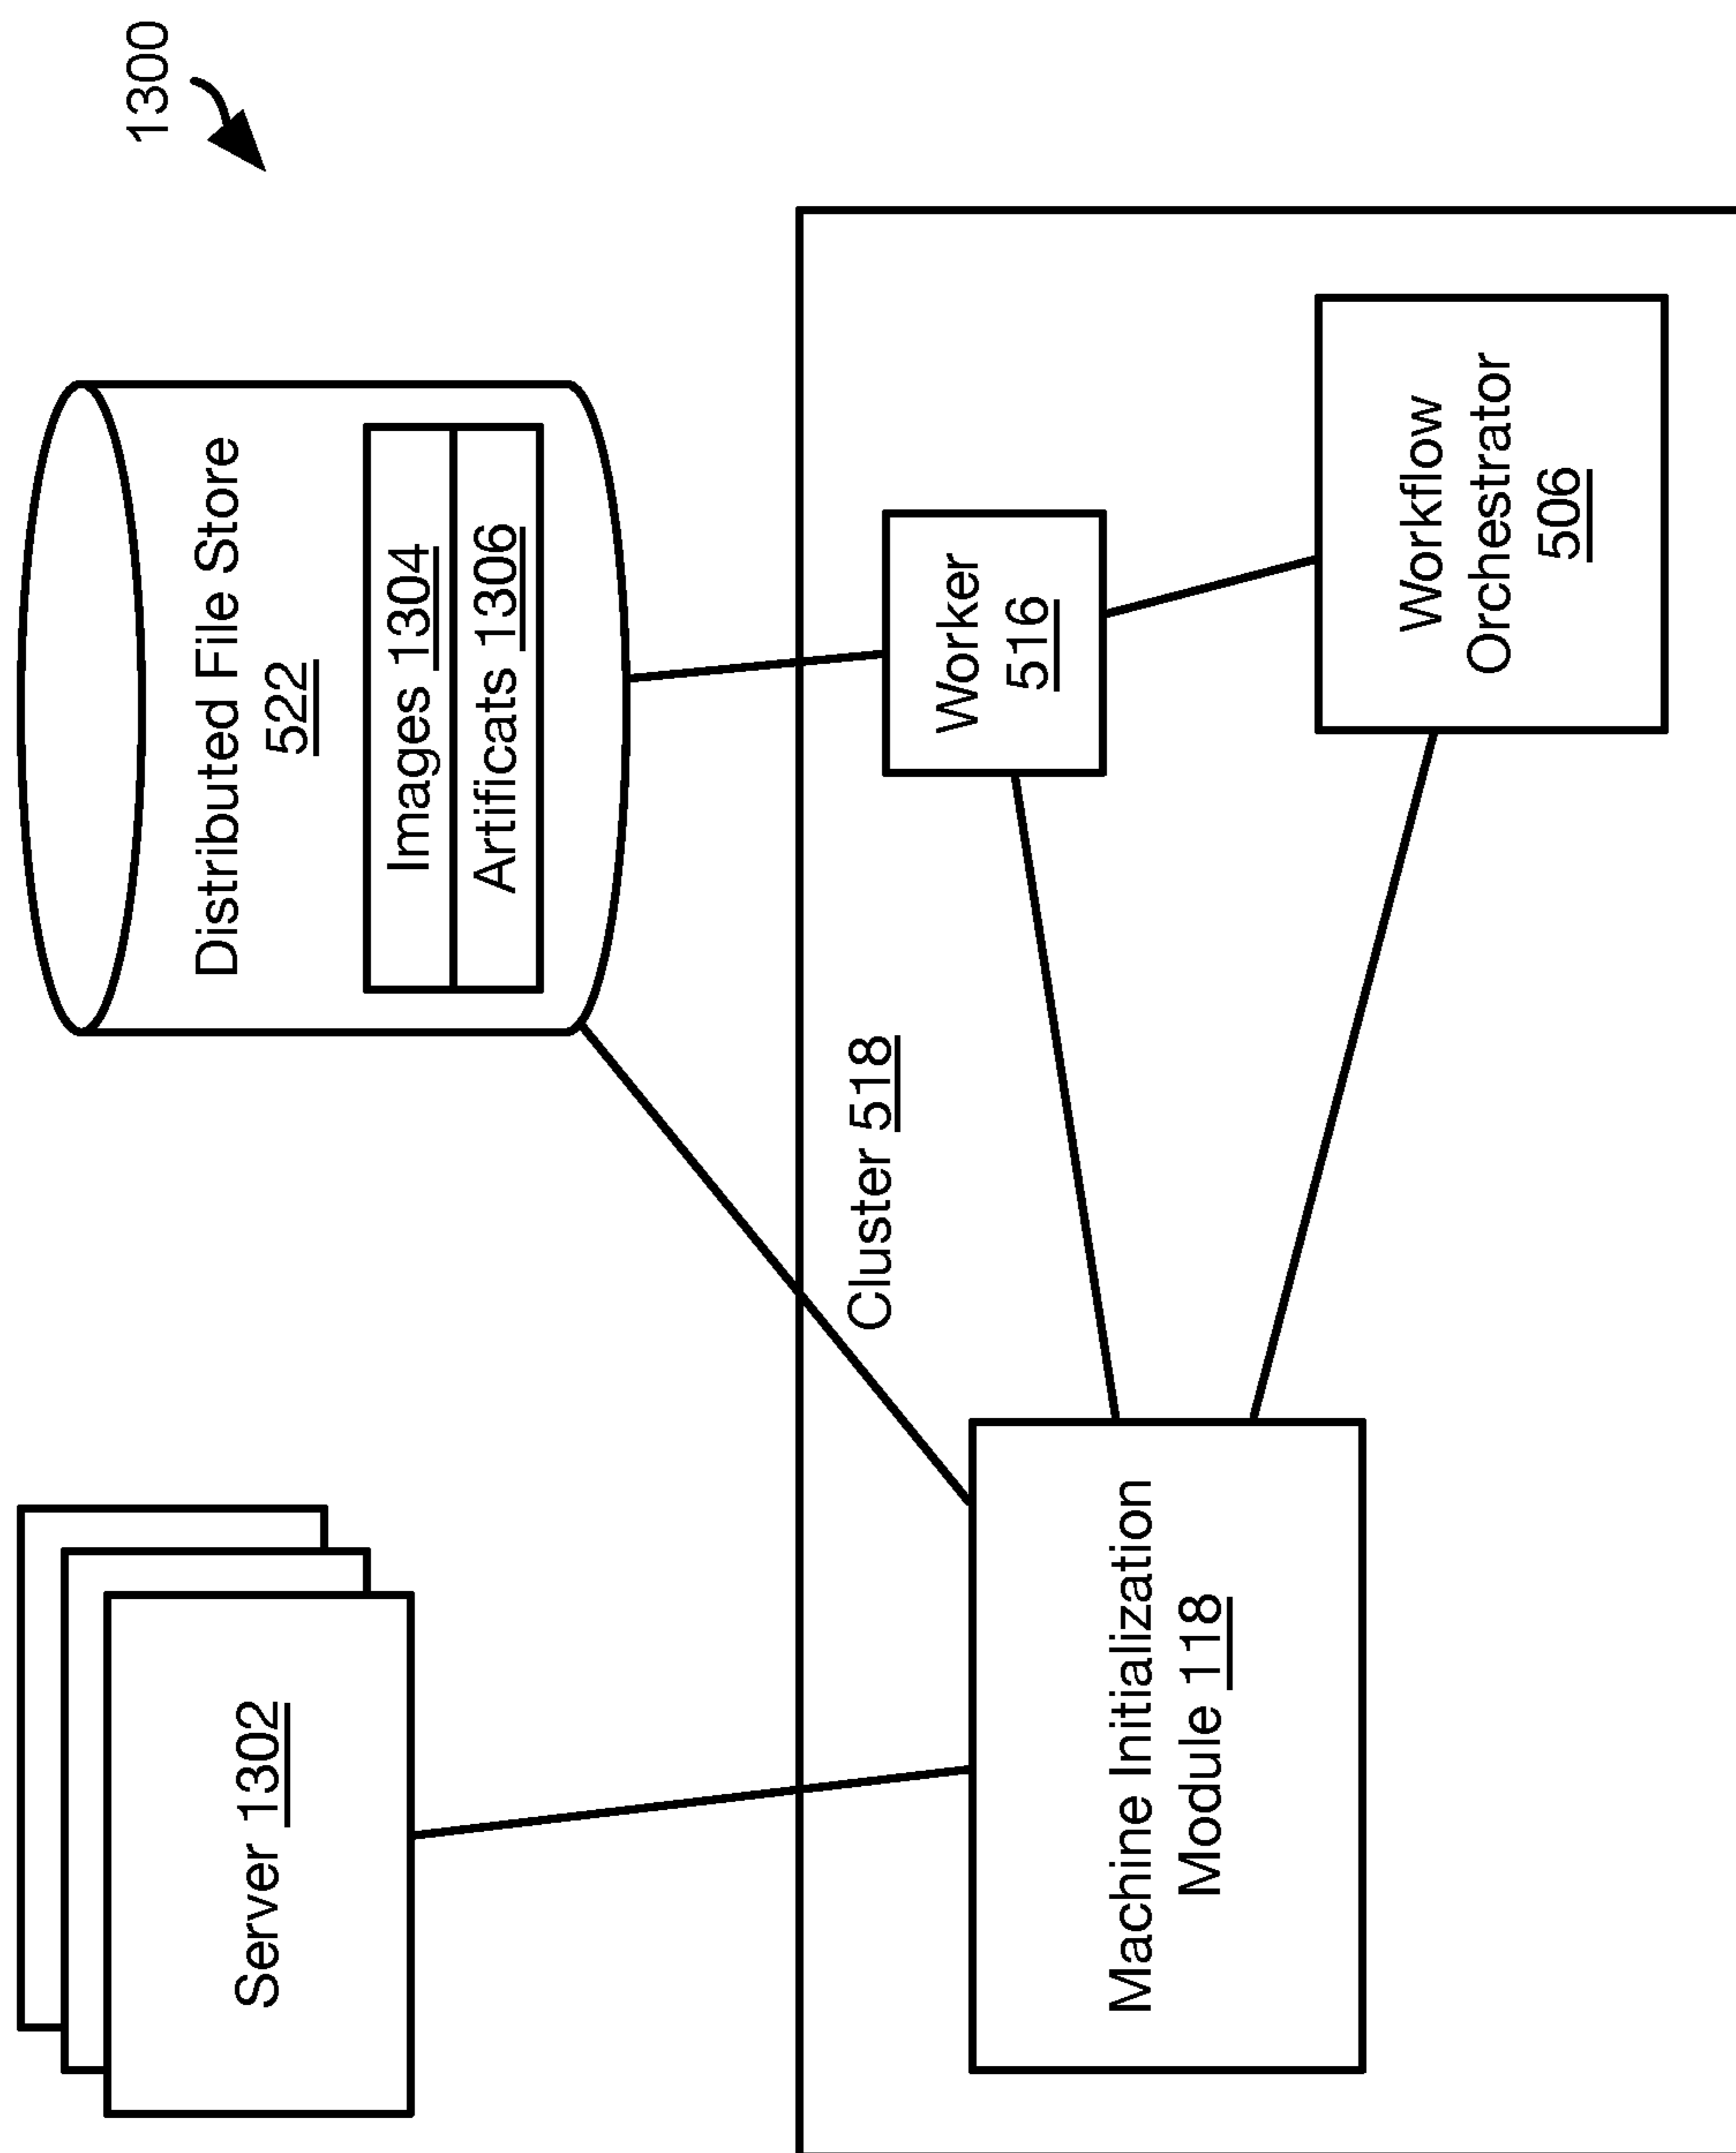 1300
Server 1302
Distributed File Store
522
Images 1304
Artificats 1306
Cluster 518
Machine Initialization
Module 118
Worker
516
Workflow
Orchestrator
506